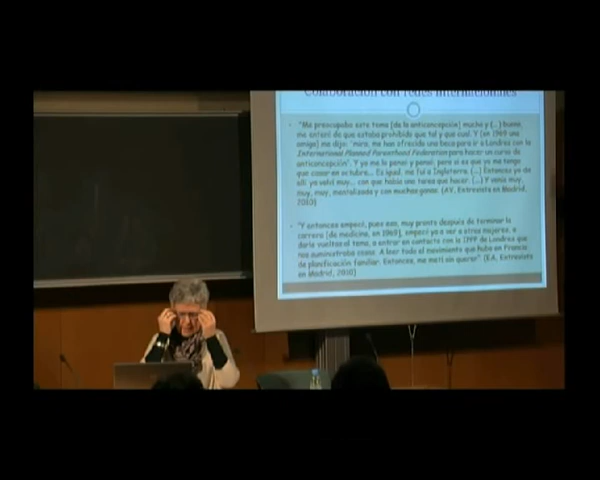 Colaboración con redes internacionales
"Me preocupaba este tema [de la anticoncepción] mucho y (...) bueno,
me enteré de que estaba prohibido que tal y que cual. Y [en 1969 una
amiga] me dijo: "mira, me han ofrecido una beca para ir a Londres con la
International Planned Parenthood Federation para hacer un curso de
anticoncepción". Y yo me lo pensé y pensé, pero si es que yo me tengo
que casar en octubre... Es igual, me fui a Inglaterra. (...) Entonces ya de
allí ya volví muy... con que había una tarea que hacer. (...) Y venía muy,
muy, muy, mentalizada y con muchas ganas. (AV, Entrevista en Madrid,
2010)
"Y entonces empecé, pues eso, muy pronto después de terminar la
carrera [de medicina, en 1969], empecé yo a ver a otras mujeres, a
darle vueltas al tema, a entrar en contacto con la IPPF de Londres que
nos suministraba cosas. A leer todo el movimiento que hubo en Francia
de planificación familiar. Entonces, me metí sin querer" (EA, Entrevista
en Madrid, 2010)